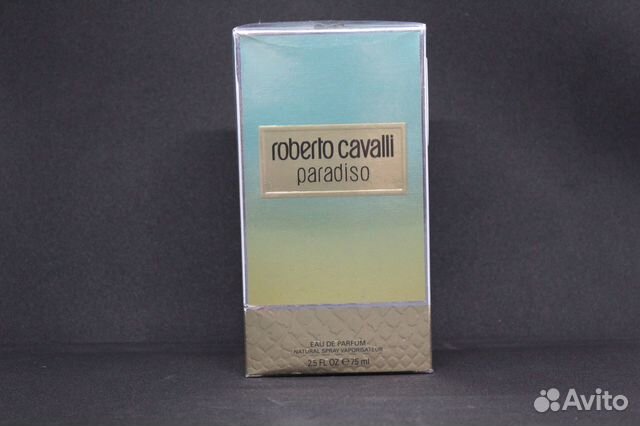 roberto cavalli
paradiso
EAU DE PARFUM
NATURAL SPRAY VAPORISATEUR
2.5 FL OZ ℮ 75 ml
Avito